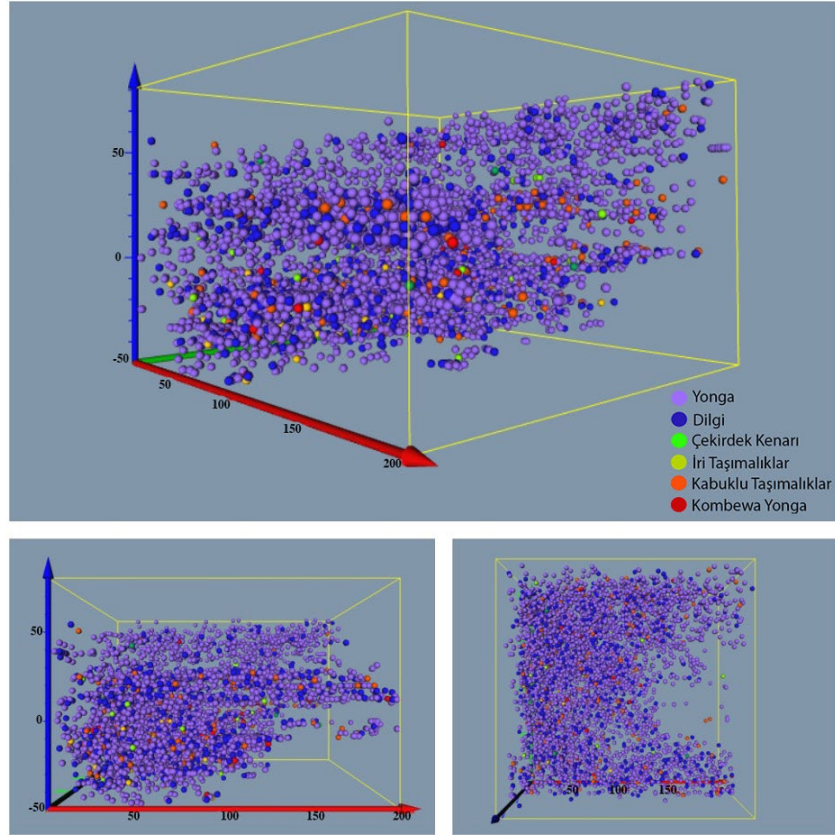 50
0
-50
50
100
150
200
Yonga
Dilgi
Çekirdek Kenarı
İri Taşımalıklar
Kabuklu Taşımalıklar
Kombewa Yonga
50
0
-50
50
100
150
200
50
100
150